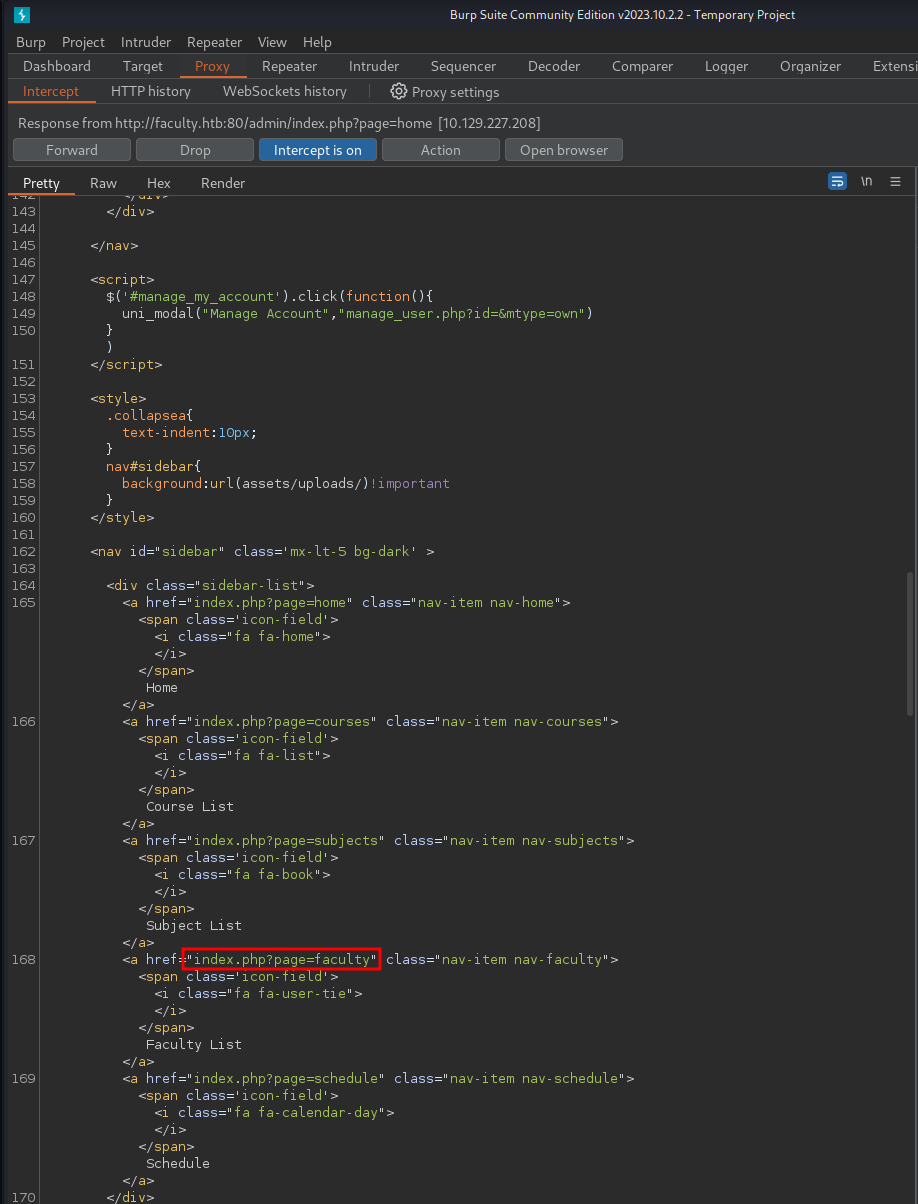 Burp Suite Community Edition v2023.10.2.2 - Temporary Project
Burp Project Intruder Repeater View Help
Dashboard Target Proxy Repeater Intruder Sequencer Decoder Comparer Logger Organizer Extensi
Intercept HTTP history WebSockets history Proxy settings
Response from http://faculty.htb:80/admin/index.php?page=home [10.129.227.208]
Forward Drop Intercept is on Action Open browser
Pretty Raw Hex Render \n
142 </div>
143 </div>
144
145 </nav>
146
147 <script>
148 $('#manage_my_account').click(function(){
149 uni_modal("Manage Account","manage_user.php?id=&mtype=own")
150 }
)
151 </script>
152
153 <style>
154 .collapsea{
155 text-indent:10px;
156 }
157 nav#sidebar{
158 background:url(assets/uploads/)!important
159 }
160 </style>
161
162 <nav id="sidebar" class='mx-lt-5 bg-dark' >
163
164 <div class="sidebar-list">
165 <a href="index.php?page=home" class="nav-item nav-home">
<span class='icon-field'>
<i class="fa fa-home">
</i>
</span>
Home
</a>
166 <a href="index.php?page=courses" class="nav-item nav-courses">
<span class='icon-field'>
<i class="fa fa-list">
</i>
</span>
Course List
</a>
167 <a href="index.php?page=subjects" class="nav-item nav-subjects">
<span class='icon-field'>
<i class="fa fa-book">
</i>
</span>
Subject List
</a>
168 <a href="index.php?page=faculty" class="nav-item nav-faculty">
<span class='icon-field'>
<i class="fa fa-user-tie">
</i>
</span>
Faculty List
</a>
169 <a href="index.php?page=schedule" class="nav-item nav-schedule">
<span class='icon-field'>
<i class="fa fa-calendar-day">
</i>
</span>
Schedule
</a>
170 </div>